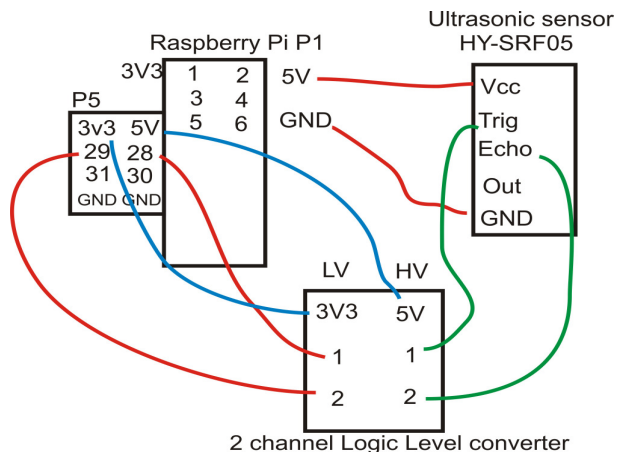 Ultrasonic sensor
HY-SRF05
Raspberry Pi P1
3V3 1 2 5V
3 4
5 6 GND
P5
3v3 5V
29 28
31 30
GND GND
Vcc
Trig
Echo
Out
GND
LV HV
3V3 5V
1 1
2 2
2 channel Logic Level converter